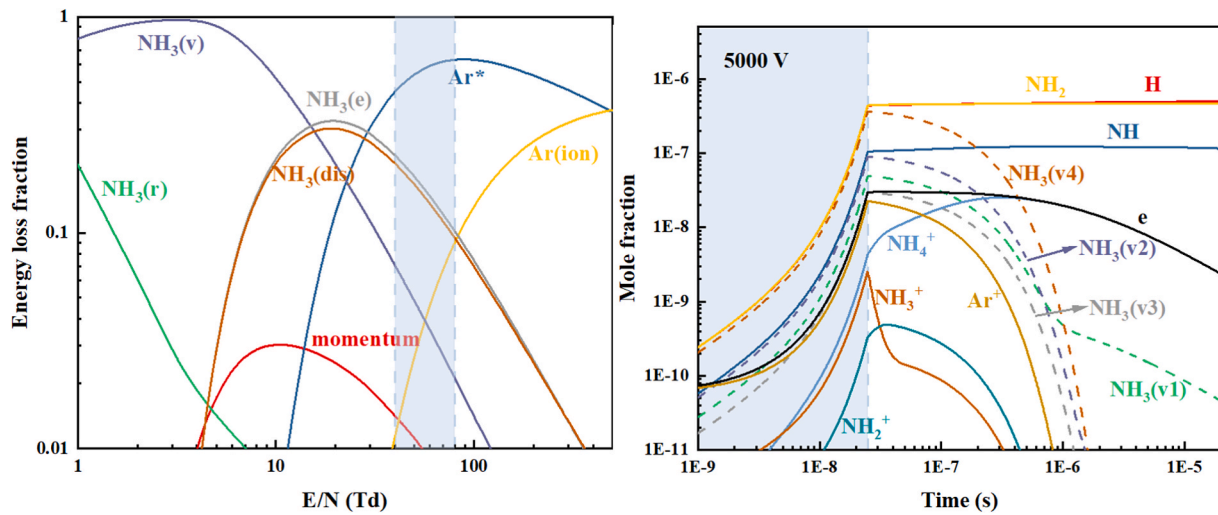 Energy loss fraction
1
0.1
0.01
NH₃(v)
NH₃(r)
NH₃(e)
NH₃(dis)
Ar*
Ar(ion)
momentum
1
10
100
E/N (Td)
Mole fraction
1E-6
1E-7
1E-8
1E-9
1E-10
1E-11
5000 V
NH₂
H
NH
NH₃(v4)
e
NH₄⁺
NH₃(v2)
NH₃⁺
Ar⁺
NH₃(v3)
NH₃(v1)
NH₂⁺
1E-9
1E-8
1E-7
1E-6
1E-5
Time (s)